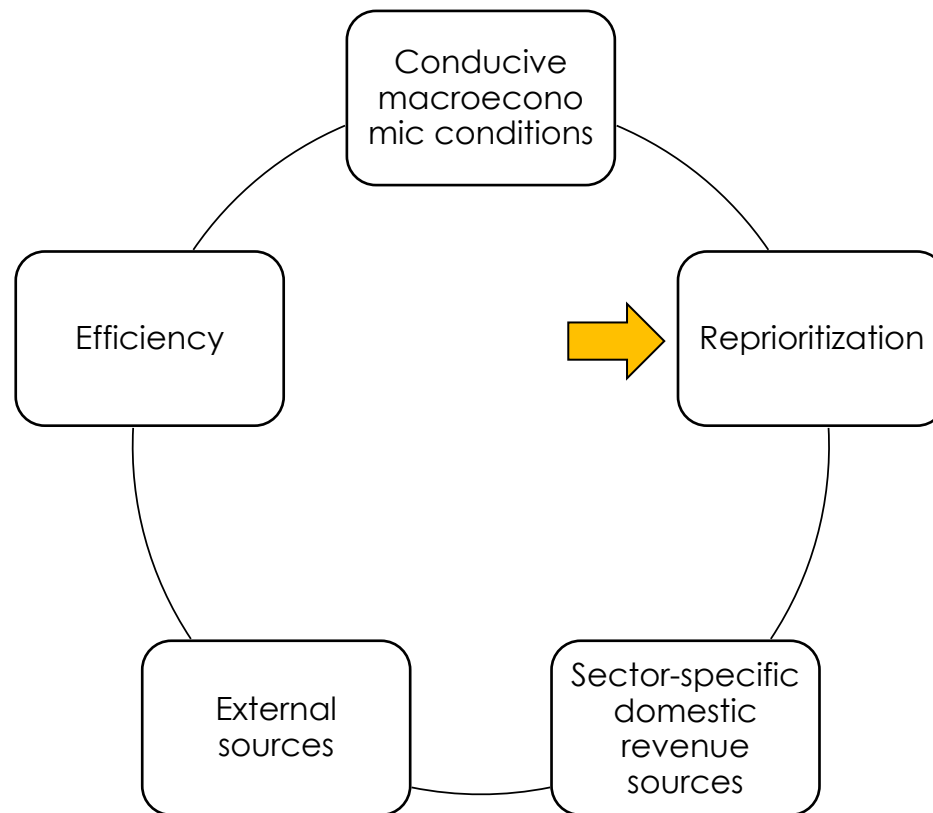 Conducive
macroecono
mic conditions
Efficiency
Reprioritization
External
sources
Sector-specific
domestic
revenue
sources